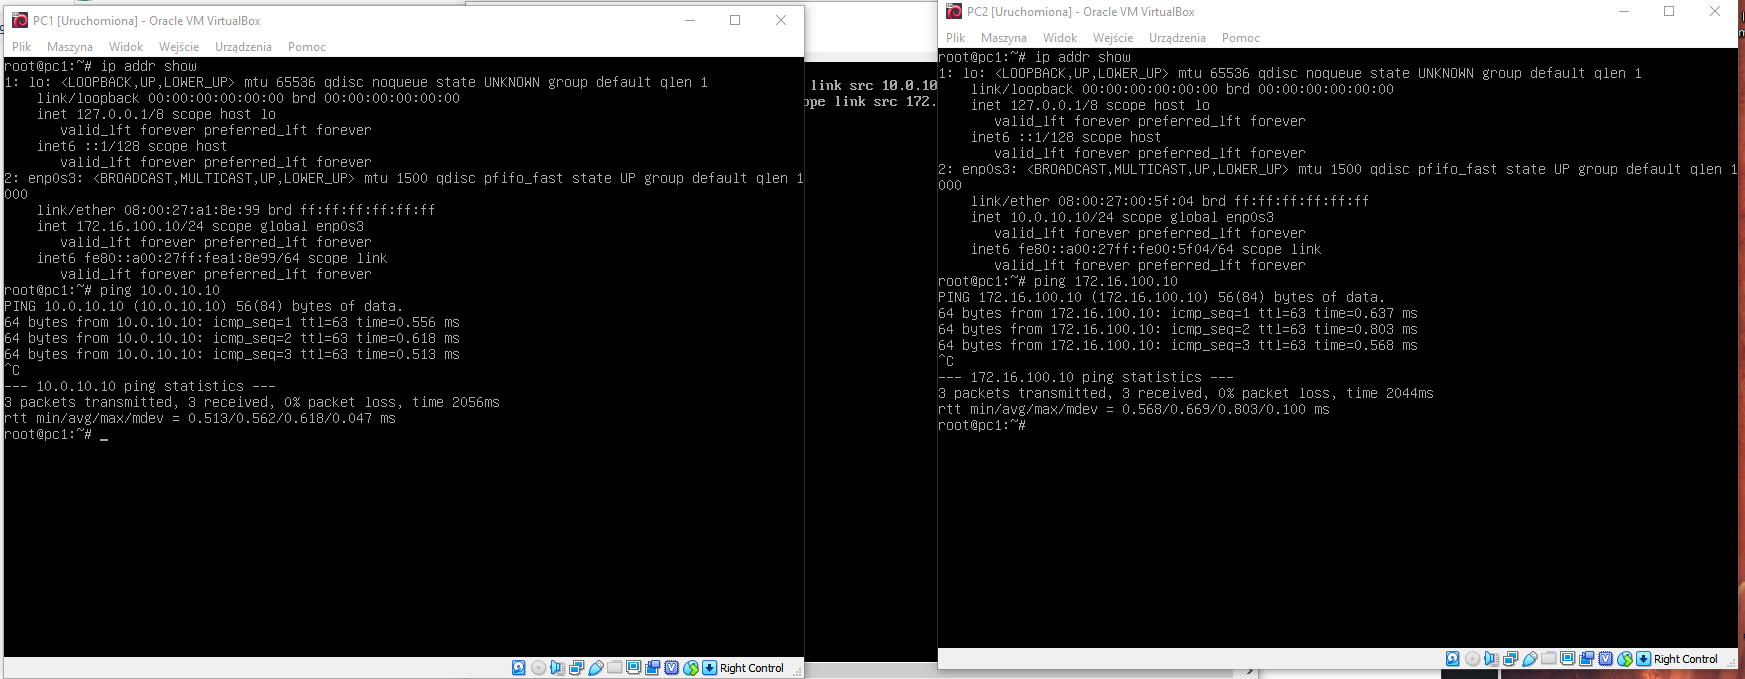 PC1 [Uruchomiona] - Oracle VM VirtualBox
Plik Maszyna Widok Wejście Urządzenia Pomoc
root@pc1:~# ip addr show
1: lo: <LOOPBACK,UP,LOWER_UP> mtu 65536 qdisc noqueue state UNKNOWN group default qlen 1
link/loopback 00:00:00:00:00:00 brd 00:00:00:00:00:00
inet 127.0.0.1/8 scope host lo
valid_lft forever preferred_lft forever
inet6 ::1/128 scope host
valid_lft forever preferred_lft forever
2: enp0s3: <BROADCAST,MULTICAST,UP,LOWER_UP> mtu 1500 qdisc pfifo_fast state UP group default qlen 1
000
link/ether 08:00:27:a1:8e:99 brd ff:ff:ff:ff:ff:ff
inet 172.16.100.10/24 scope global enp0s3
valid_lft forever preferred_lft forever
inet6 fe80::a00:27ff:fea1:8e99/64 scope link
valid_lft forever preferred_lft forever
root@pc1:~# ping 10.0.10.10
PING 10.0.10.10 (10.0.10.10) 56(84) bytes of data.
64 bytes from 10.0.10.10: icmp_seq=1 ttl=63 time=0.556 ms
64 bytes from 10.0.10.10: icmp_seq=2 ttl=63 time=0.618 ms
64 bytes from 10.0.10.10: icmp_seq=3 ttl=63 time=0.513 ms
^C
--- 10.0.10.10 ping statistics ---
3 packets transmitted, 3 received, 0% packet loss, time 2056ms
rtt min/avg/max/mdev = 0.513/0.562/0.618/0.047 ms
root@pc1:~# _
Right Control
link src 10.0.10
ope link src 172.
PC2 [Uruchomiona] - Oracle VM VirtualBox
Plik Maszyna Widok Wejście Urządzenia Pomoc
root@pc1:~# ip addr show
1: lo: <LOOPBACK,UP,LOWER_UP> mtu 65536 qdisc noqueue state UNKNOWN group default qlen 1
link/loopback 00:00:00:00:00:00 brd 00:00:00:00:00:00
inet 127.0.0.1/8 scope host lo
valid_lft forever preferred_lft forever
inet6 ::1/128 scope host
valid_lft forever preferred_lft forever
2: enp0s3: <BROADCAST,MULTICAST,UP,LOWER_UP> mtu 1500 qdisc pfifo_fast state UP group default qlen 1
000
link/ether 08:00:27:00:5f:04 brd ff:ff:ff:ff:ff:ff
inet 10.0.10.10/24 scope global enp0s3
valid_lft forever preferred_lft forever
inet6 fe80::a00:27ff:fe00:5f04/64 scope link
valid_lft forever preferred_lft forever
root@pc1:~# ping 172.16.100.10
PING 172.16.100.10 (172.16.100.10) 56(84) bytes of data.
64 bytes from 172.16.100.10: icmp_seq=1 ttl=63 time=0.637 ms
64 bytes from 172.16.100.10: icmp_seq=2 ttl=63 time=0.803 ms
64 bytes from 172.16.100.10: icmp_seq=3 ttl=63 time=0.568 ms
^C
--- 172.16.100.10 ping statistics ---
3 packets transmitted, 3 received, 0% packet loss, time 2044ms
rtt min/avg/max/mdev = 0.568/0.669/0.803/0.100 ms
root@pc1:~#
Right Control